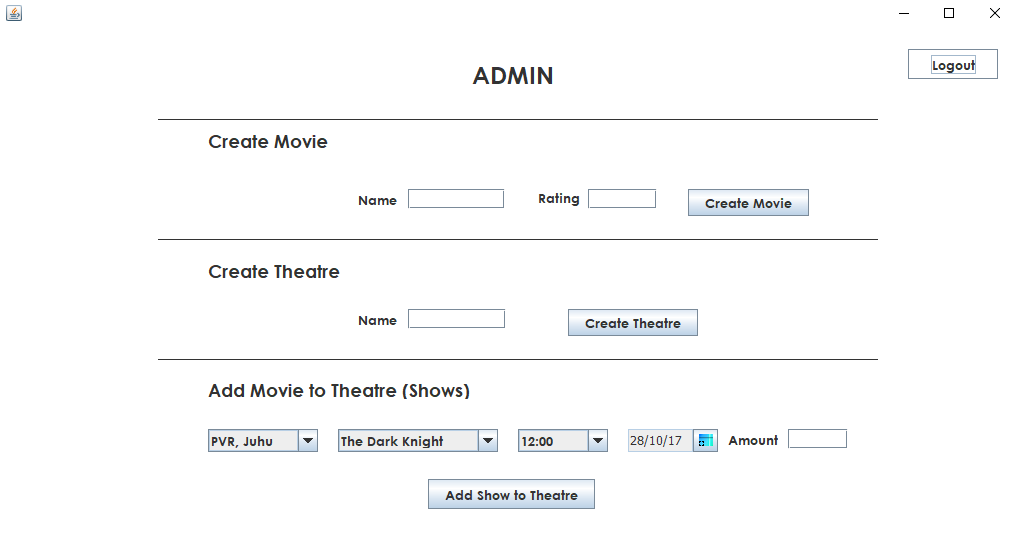 ADMIN
Logout
Create Movie
Name Rating Create Movie
Create Theatre
Name Create Theatre
Add Movie to Theatre (Shows)
PVR, Juhu The Dark Knight 12:00 28/10/17 Amount
Add Show to Theatre